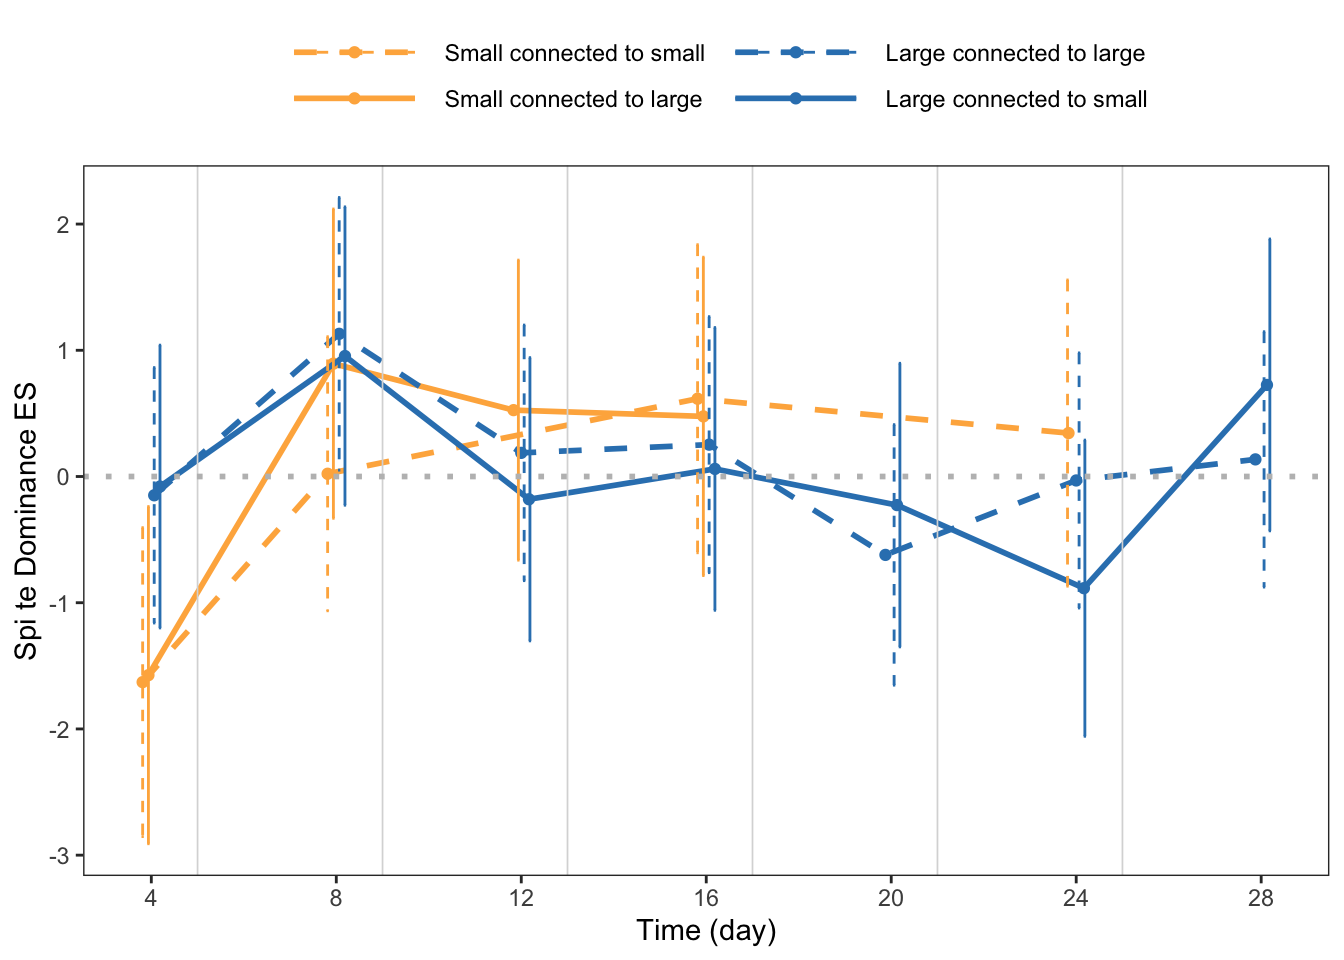 Small connected to small
Large connected to large
Small connected to large
Large connected to small
Spi te Dominance ES
2
1
0
-1
-2
-3
4
8
12
16
20
24
28
Time (day)